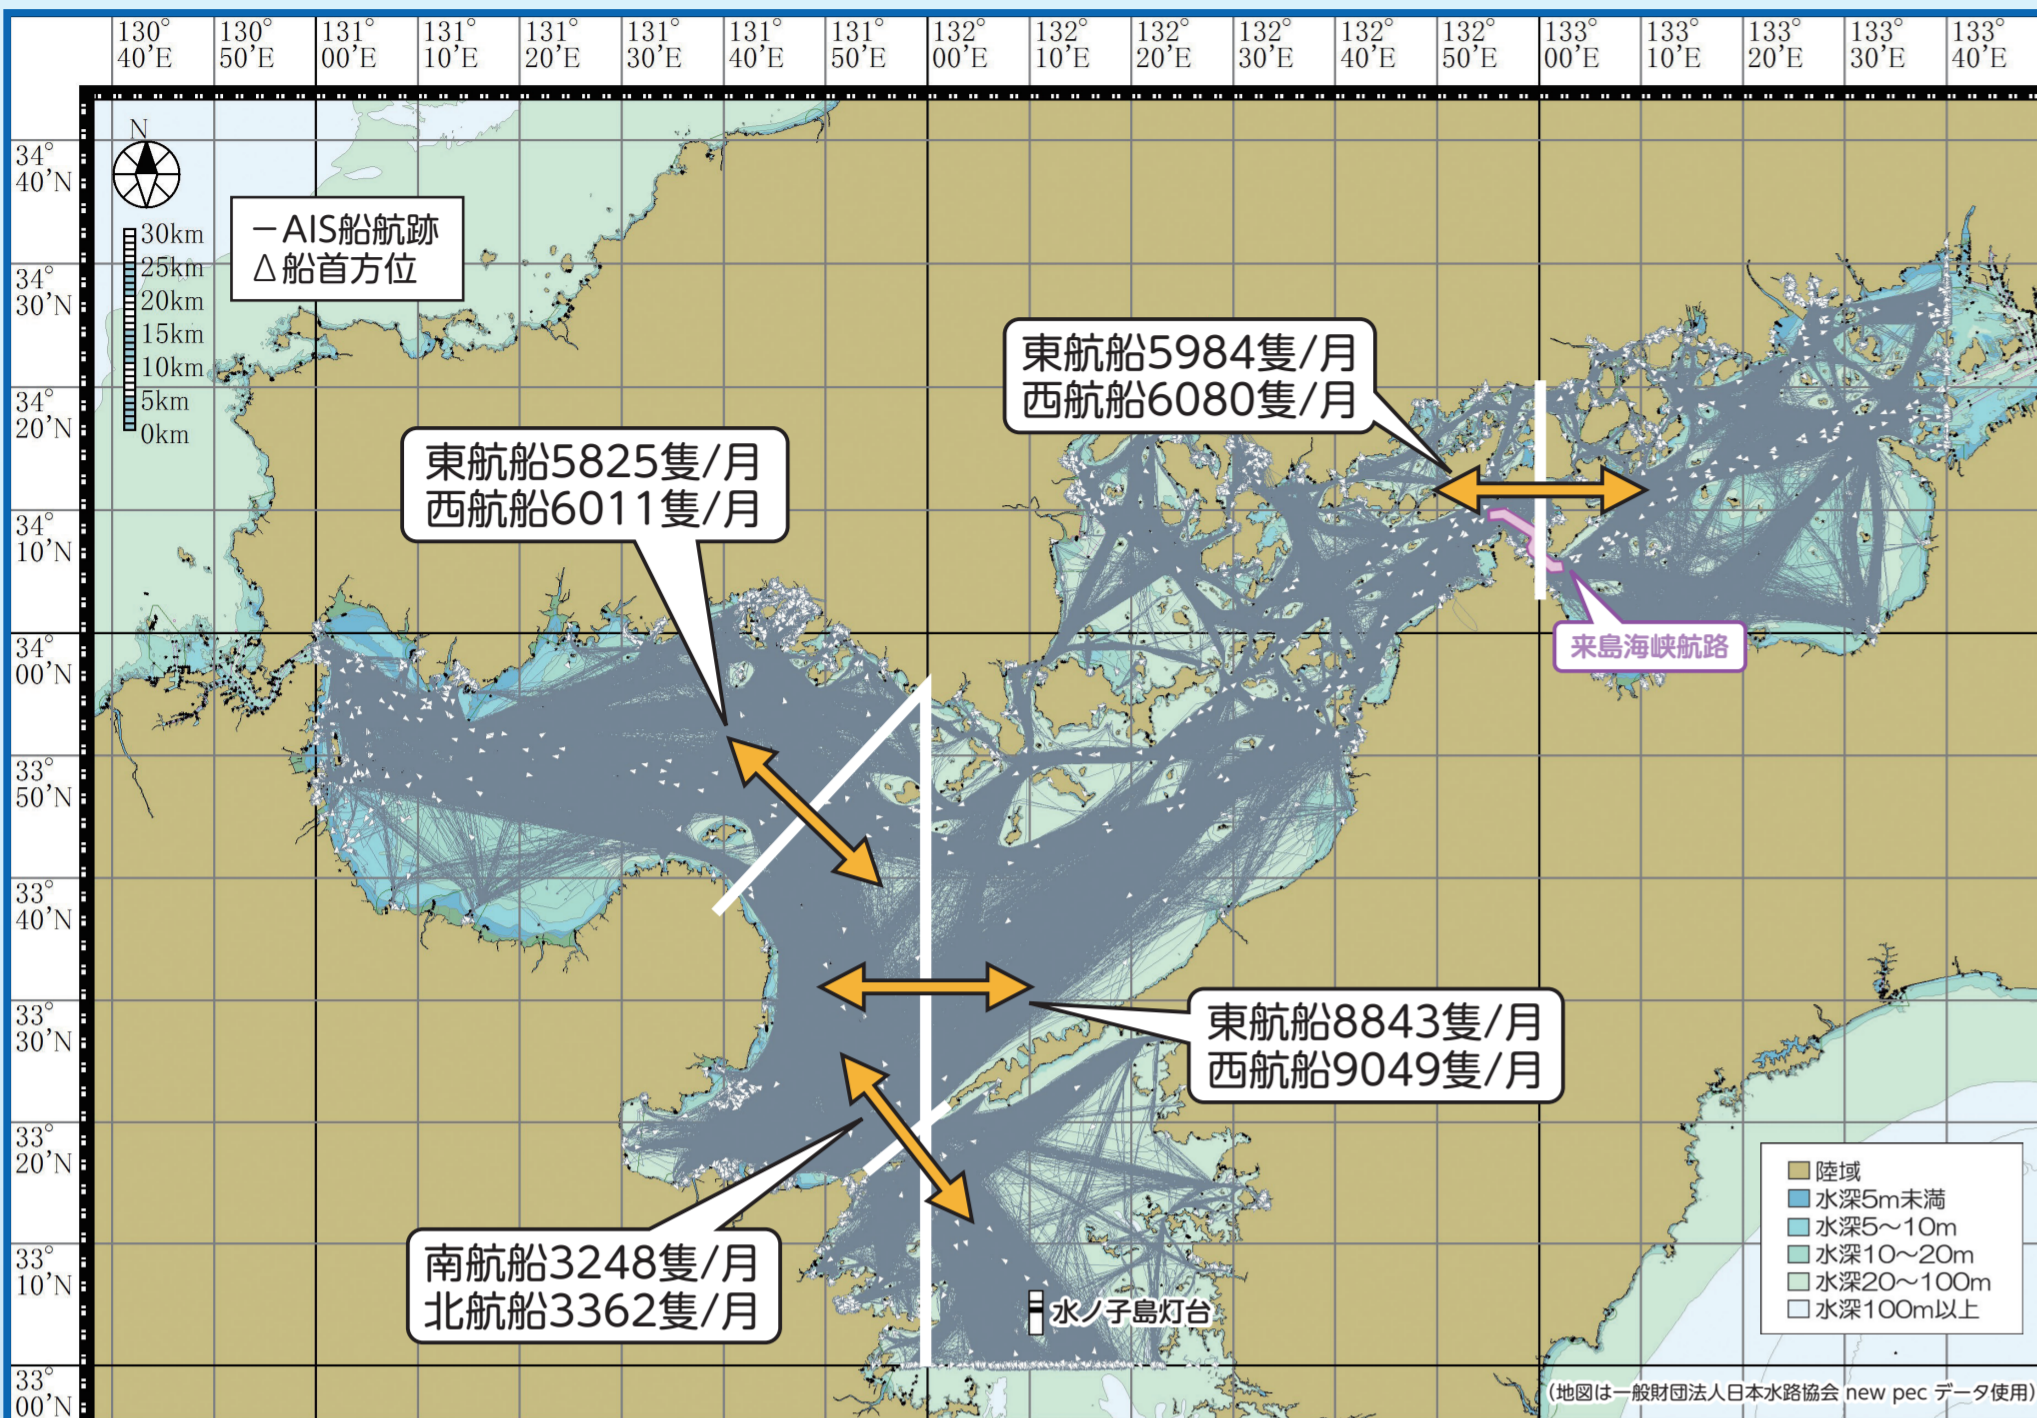 130° 130° 131° 131° 131° 131° 131° 131° 132° 132° 132° 132° 132° 132° 133° 133° 133° 133° 133°
40'E 50'E 00'E 10'E 20'E 30'E 40'E 50'E 00'E 10'E 20'E 30'E 40'E 50'E 00'E 10'E 20'E 30'E 40'E
N
34°
40'N
30km
25km
20km
15km
10km
5km
0km
－AIS船航跡
△船首方位
34°
30'N
東航船5984隻/月
西航船6080隻/月
34°
20'N
東航船5825隻/月
西航船6011隻/月
34°
10'N
来島海峡航路
34°
00'N
33°
50'N
33°
40'N
東航船8843隻/月
西航船9049隻/月
33°
30'N
33°
20'N
南航船3248隻/月
北航船3362隻/月
33°
10'N
水ノ子島灯台
陸域
水深5m未満
水深5～10m
水深10～20m
水深20～100m
水深100m以上
33°
00'N
(地図は一般財団法人日本水路協会 new pec データ使用)